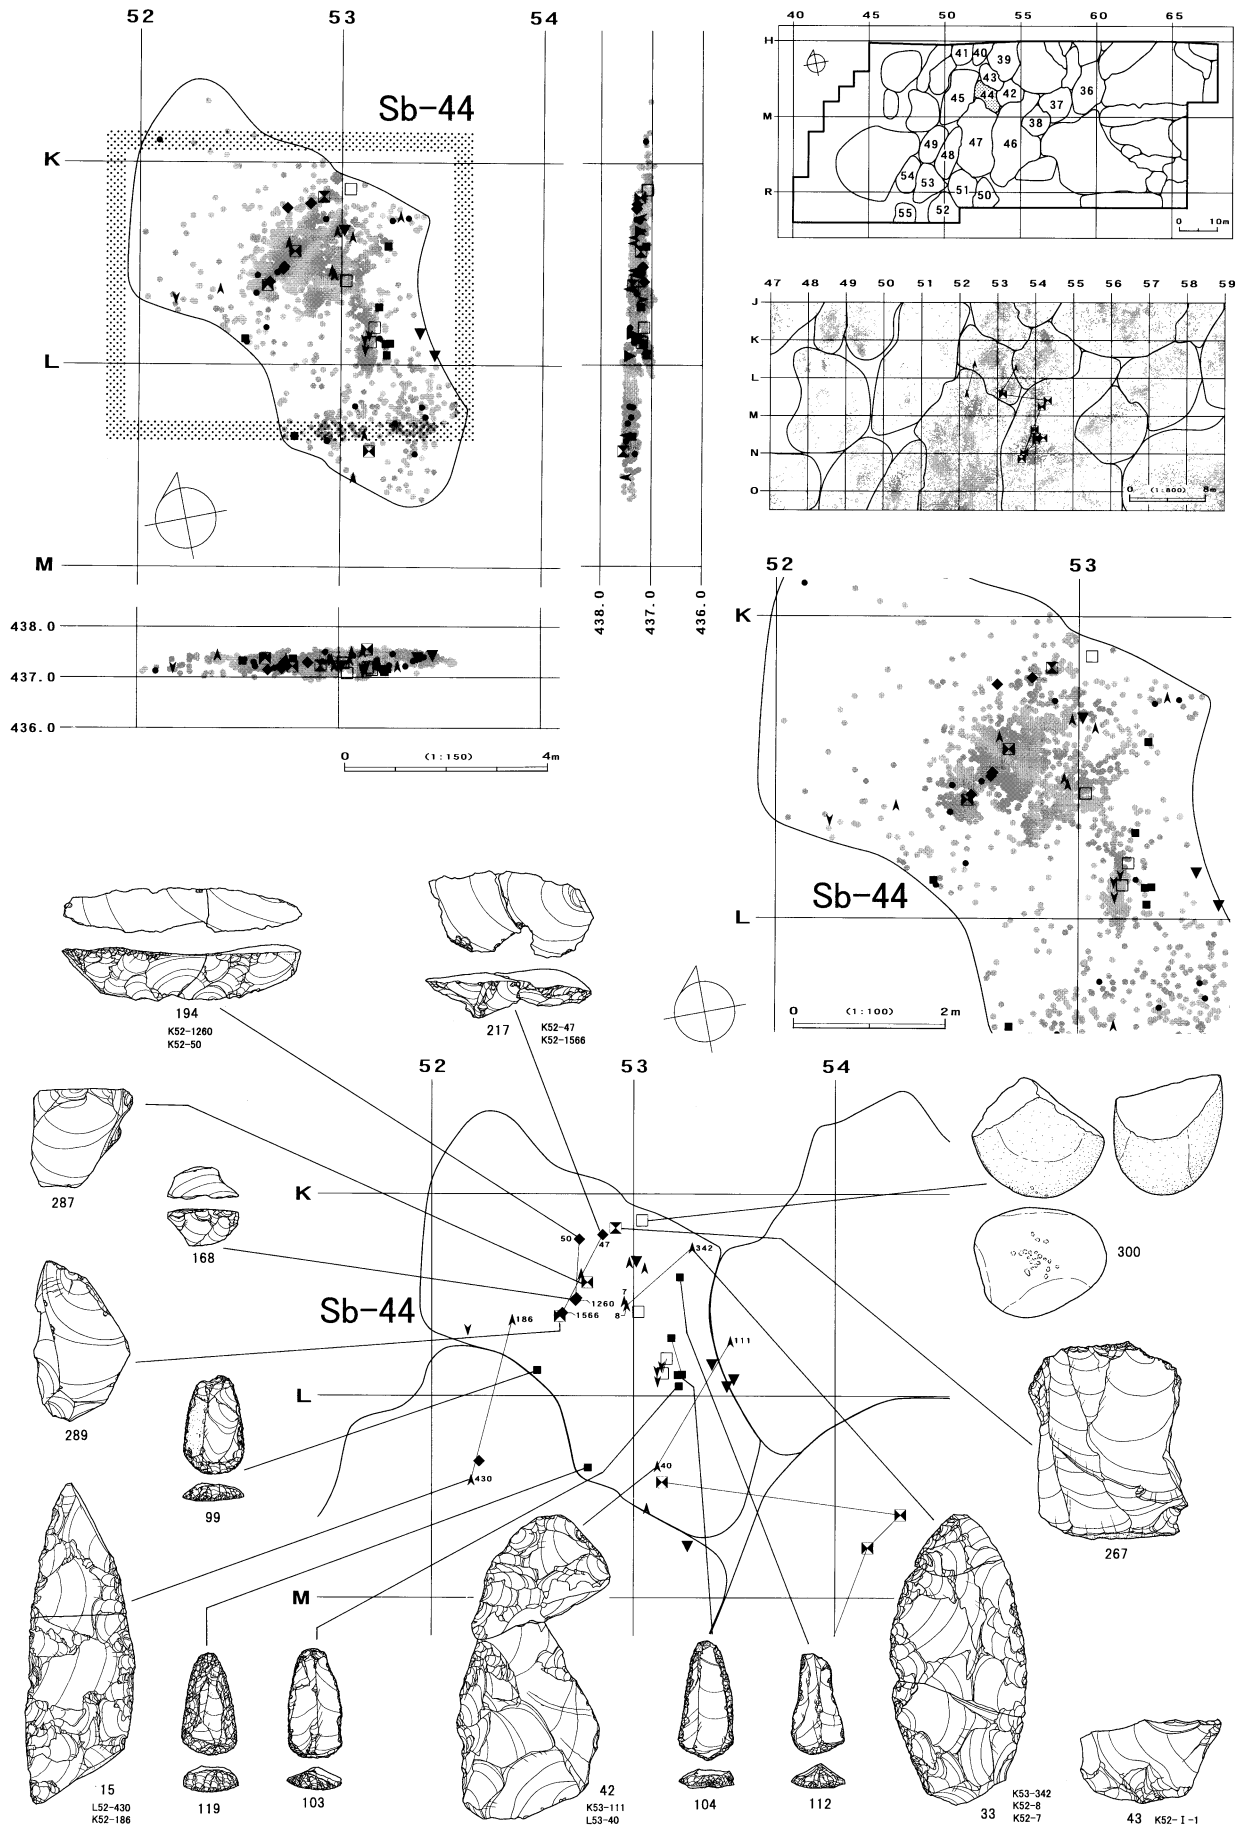 52 53 54
Sb-44
K
L
M
438.0 437.0 436.0
438.0
437.0
436.0
0 (1:150) 4m
40 45 50 55 60 65
H
M
R
41 40 39
43
45 44 42 37 36
38
49 48 47 46
54 53 51 50
55 52
0 10m
47 48 49 50 51 52 53 54 55 56 57 58 59
J
K
L
M
N
O
0 (1:800) 8m
52 53
K
Sb-44
L
0 (1:100) 2m
194
K52-1260
K52-50
217
K52-47
K52-1566
52 53 54
K
L
M
Sb-44
50
47
342
7
8
1260
1566
186
111
430
40
287
168
289
99
300
267
15
L52-430
K52-186
119
103
42
K53-111
L53-40
104
112
33
K53-342
K52-8
K52-7
43 K52-I-1